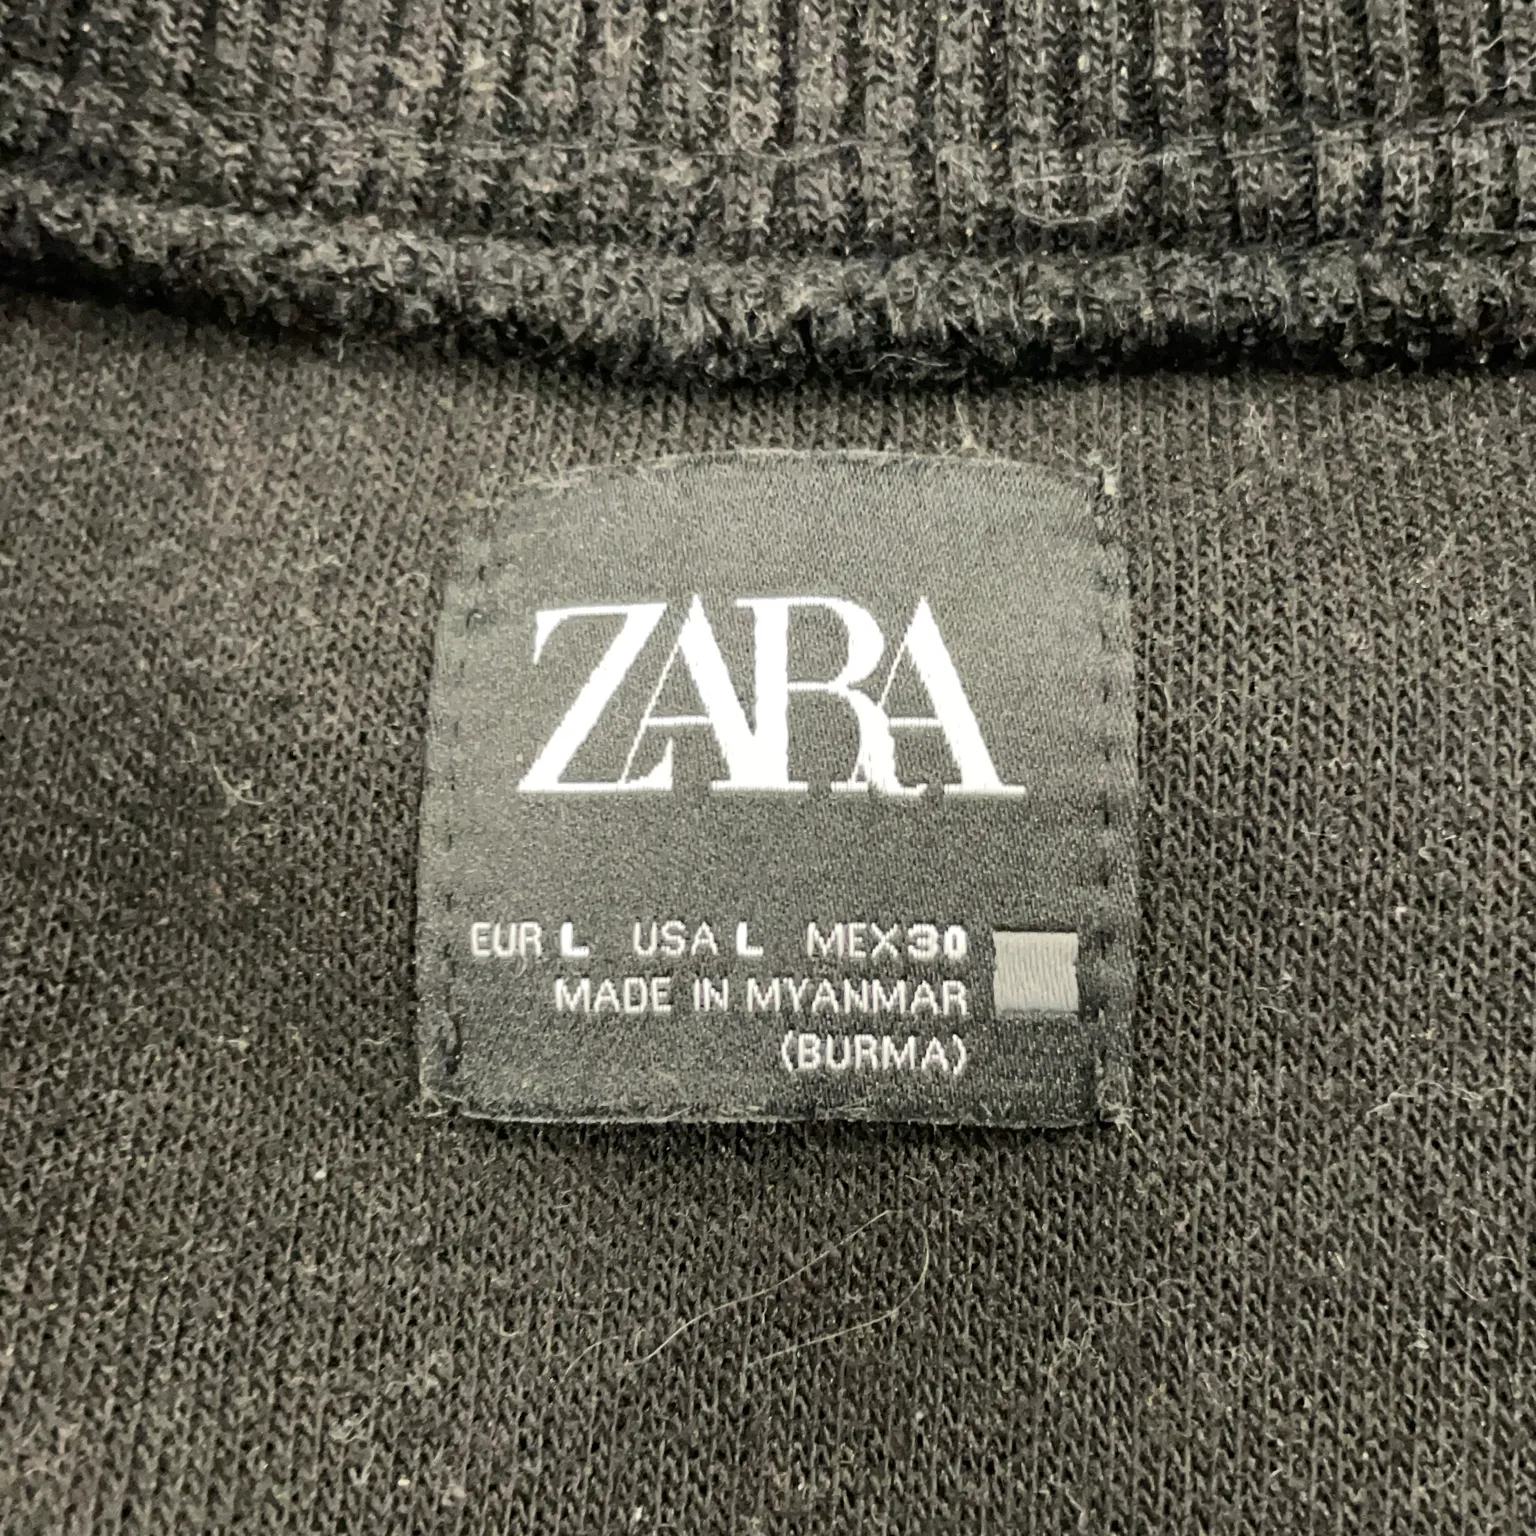 ZARA
EUR L USA L MEX 30
MADE IN MYANMAR
(BURMA)